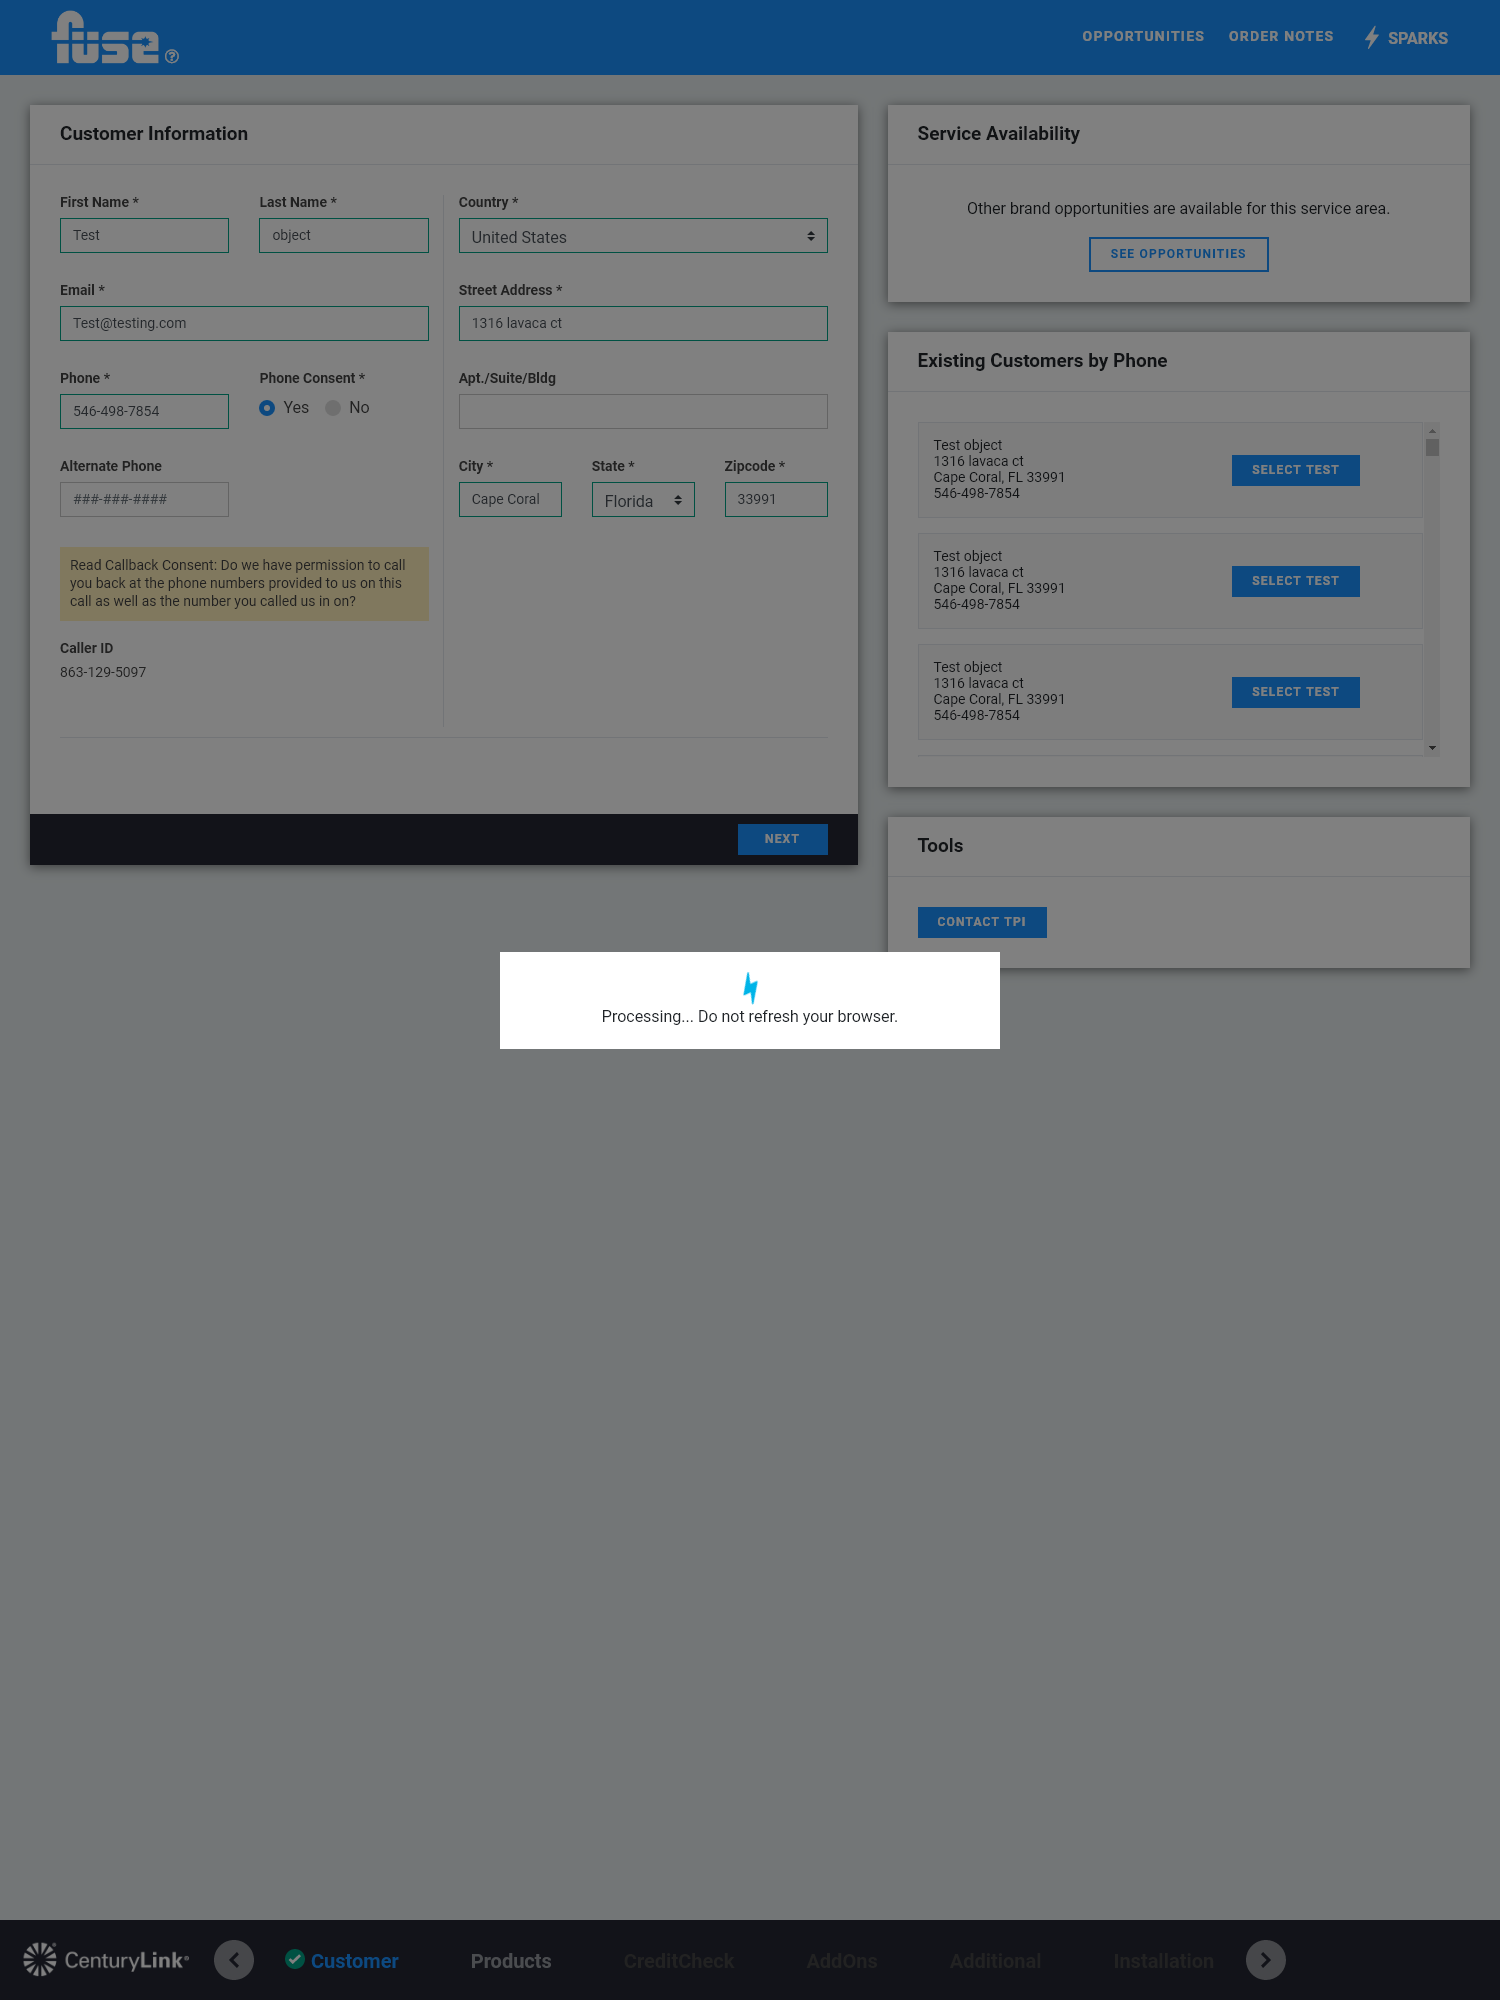 fuse
OPPORTUNITIES
ORDER NOTES
SPARKS
Customer Information
First Name *
Last Name *
Test
object
Email *
Test@testing.com
Phone *
Phone Consent *
546-498-7854
Yes
No
Alternate Phone
###-###-####
Read Callback Consent: Do we have permission to call
you back at the phone numbers provided to us on this
call as well as the number you called us in on?
Caller ID
863-129-5097
Country *
United States
Street Address *
1316 lavaca ct
Apt./Suite/Bldg
City *
State *
Zipcode *
Cape Coral
Florida
33991
NEXT
Service Availability
Other brand opportunities are available for this service area.
SEE OPPORTUNITIES
Existing Customers by Phone
Test object
1316 lavaca ct
Cape Coral, FL 33991
546-498-7854
SELECT TEST
Test object
1316 lavaca ct
Cape Coral, FL 33991
546-498-7854
SELECT TEST
Test object
1316 lavaca ct
Cape Coral, FL 33991
546-498-7854
SELECT TEST
Tools
CONTACT TPI
Processing... Do not refresh your browser.
CenturyLink®
Customer
Products
CreditCheck
AddOns
Additional
Installation